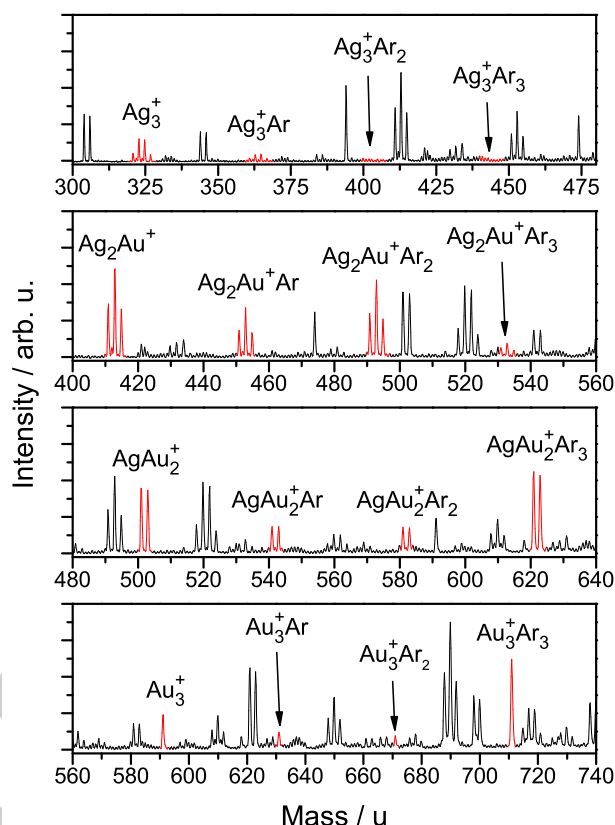 Ag₃⁺
Ag₃⁺Ar
Ag₃⁺Ar₂
Ag₃⁺Ar₃
300 325 350 375 400 425 450 475
Ag₂Au⁺
Ag₂Au⁺Ar
Ag₂Au⁺Ar₂
Ag₂Au⁺Ar₃
400 420 440 460 480 500 520 540 560
AgAu₂⁺
AgAu₂⁺Ar
AgAu₂⁺Ar₂
AgAu₂⁺Ar₃
480 500 520 540 560 580 600 620 640
Au₃⁺
Au₃⁺Ar
Au₃⁺Ar₂
Au₃⁺Ar₃
560 580 600 620 640 660 680 700 720 740
Intensity / arb. u.
Mass / u